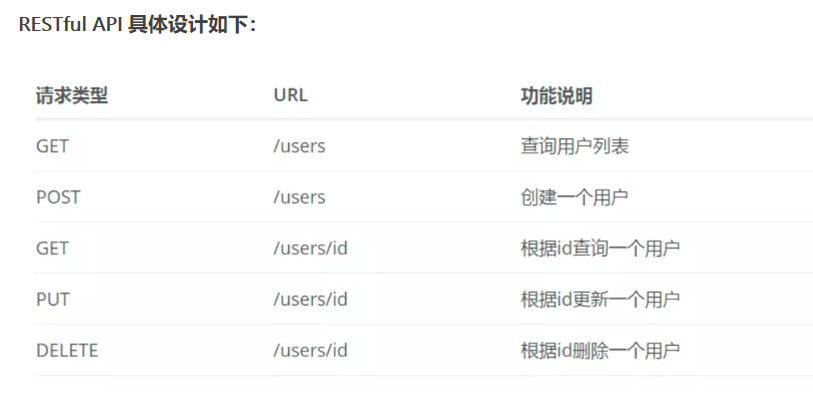 RESTful API 具体设计如下：
请求类型 URL 功能说明
GET /users 查询用户列表
POST /users 创建一个用户
GET /users/id 根据id查询一个用户
PUT /users/id 根据id更新一个用户
DELETE /users/id 根据id删除一个用户